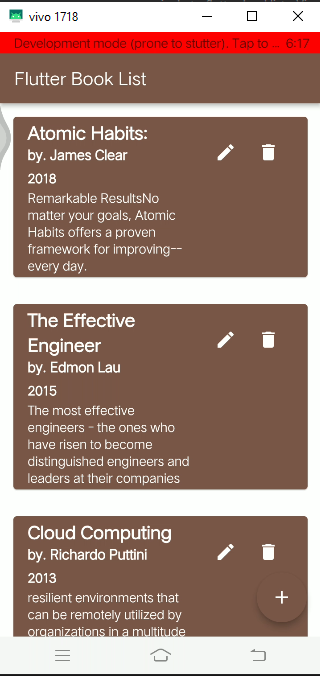 vivo 1718
Development mode (prone to stutter). Tap to ... 6:17
Flutter Book List
Atomic Habits:
by. James Clear
2018
Remarkable ResultsNo
matter your goals, Atomic
Habits offers a proven
framework for improving--
every day.
The Effective
Engineer
by. Edmon Lau
2015
The most effective
engineers – the ones who
have risen to become
distinguished engineers and
leaders at their companies
Cloud Computing
by. Richardo Puttini
2013
resilient environments that
can be remotely utilized by
organizations in a multitude